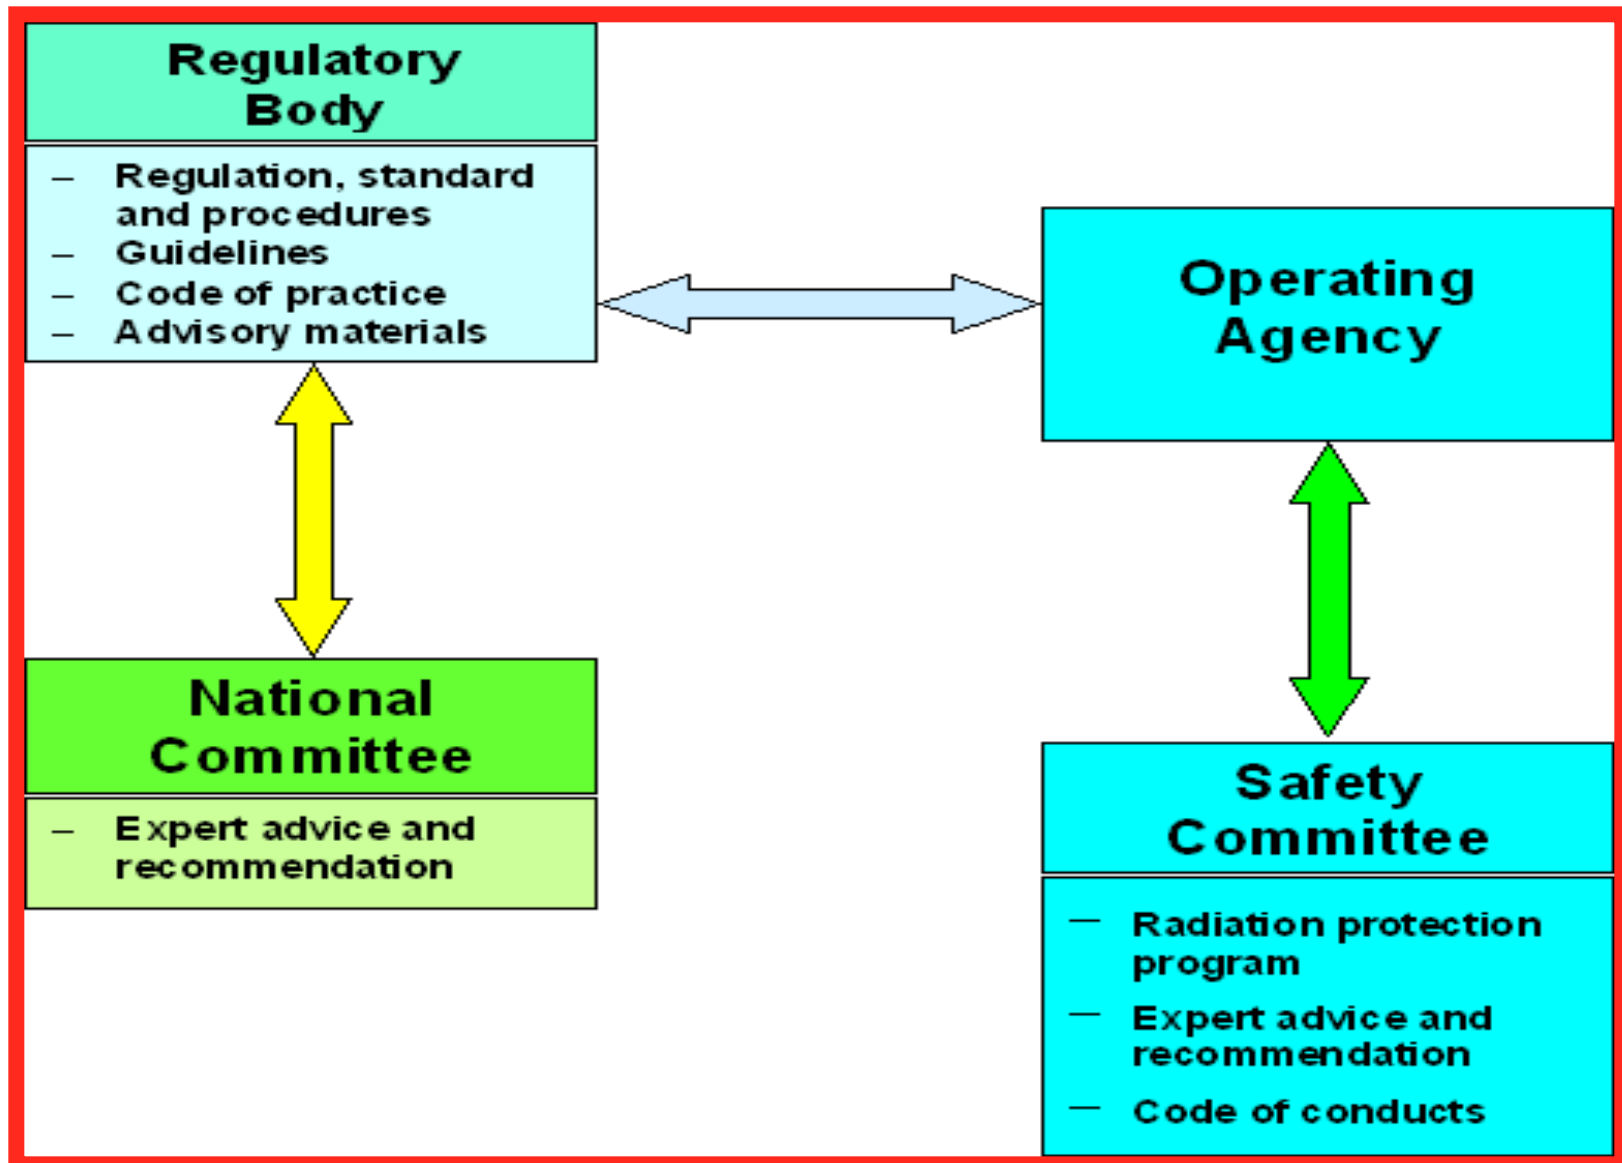 Regulatory
Body
– Regulation, standard
and procedures
– Guidelines
– Code of practice
– Advisory materials
Operating
Agency
National
Committee
– Expert advice and
recommendation
Safety
Committee
– Radiation protection
program
– Expert advice and
recommendation
– Code of conducts